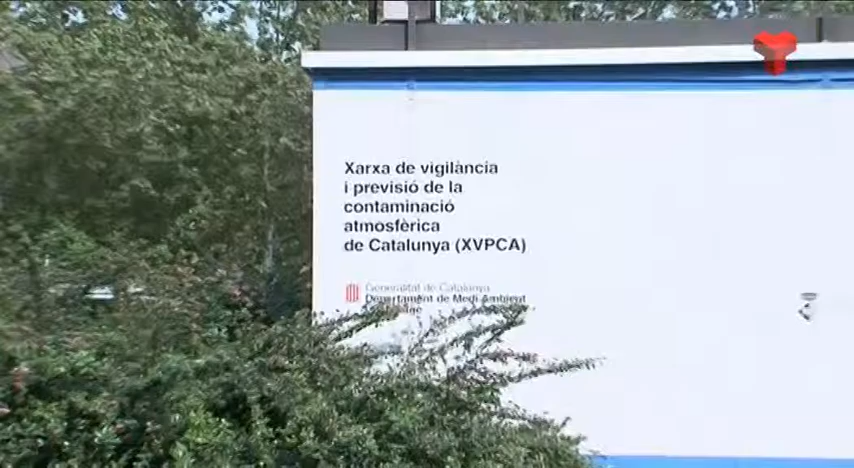 Xarxa de vigilància
i previsió de la
contaminació
atmosfèrica
de Catalunya (XVPCA)
Generalitat de Catalunya
Departament de Medi Ambient